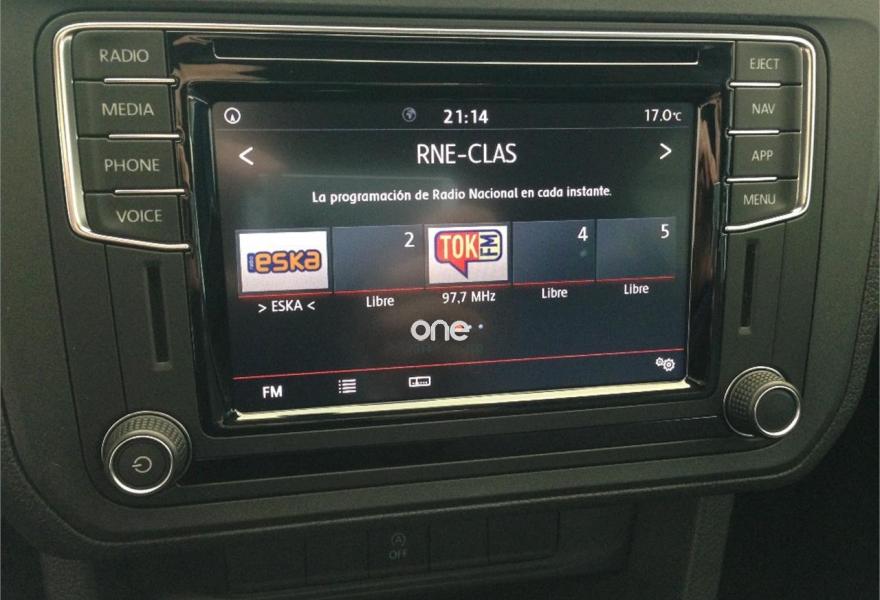 RADIO
MEDIA
PHONE
VOICE
EJECT
NAV
APP
MENU
21:14
17.0°C
< RNE-CLAS >
La programación de Radio Nacional en cada instante.
ESKA
2
TOK FM
4
5
> ESKA <
Libre
97,7 MHz
Libre
Libre
one
FM
A
OFF